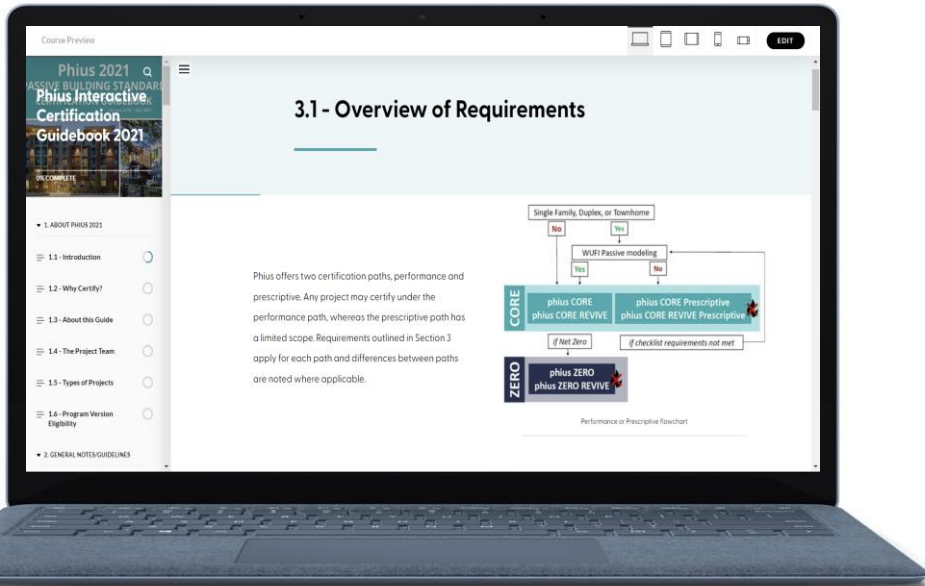 Course Preview
EDIT
Phius 2021
PASSIVE BUILDING STANDARD
CERTIFICATION GUIDEBOOK
Phius Interactive
Certification
Guidebook 2021
0% COMPLETE
1. ABOUT PHIUS 2021
1.1 - Introduction
1.2 - Why Certify?
1.3 - About this Guide
1.4 - The Project Team
1.5 - Types of Projects
1.6 - Program Version
Eligibility
2. GENERAL NOTES/GUIDELINES
3.1 - Overview of Requirements
Phius offers two certification paths, performance and
prescriptive. Any project may certify under the
performance path, whereas the prescriptive path has
a limited scope. Requirements outlined in Section 3
apply for each path and differences between paths
are noted where applicable.
Single Family, Duplex, or Townhome
No
Yes
WUFI Passive modeling
Yes
No
CORE
phius CORE
phius CORE REVIVE
phius CORE Prescriptive
phius CORE REVIVE Prescriptive
if Net Zero
if checklist requirements not met
ZERO
phius ZERO
phius ZERO REVIVE
Performance or Prescriptive flowchart